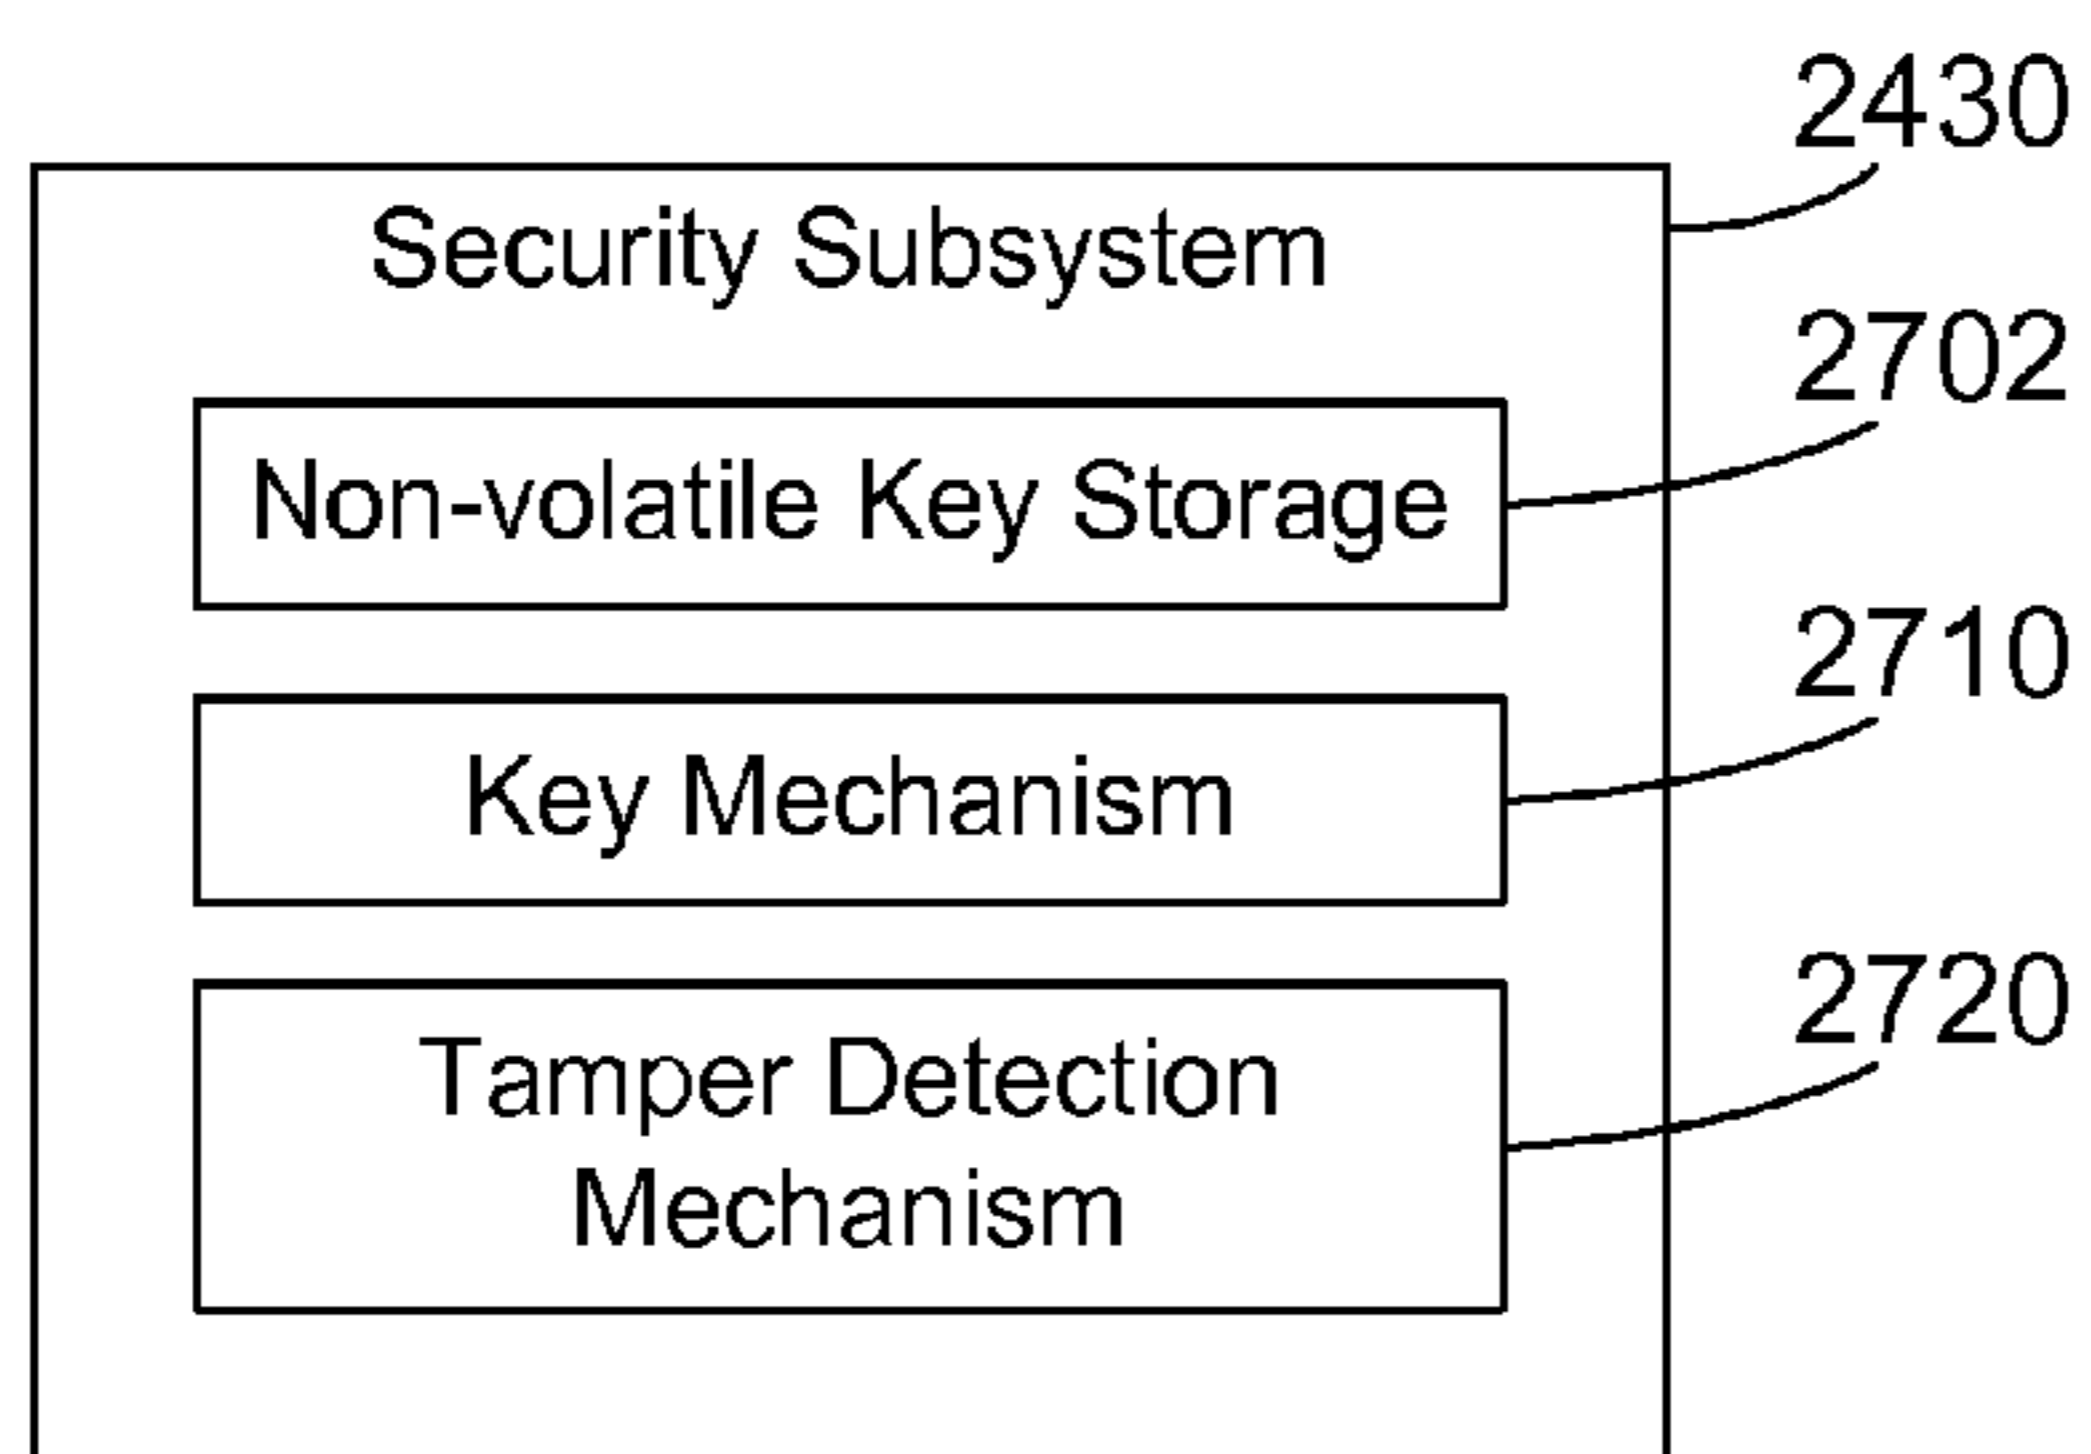 2430
Security Subsystem
2702
Non-volatile Key Storage
2710
Key Mechanism
2720
Tamper Detection
Mechanism